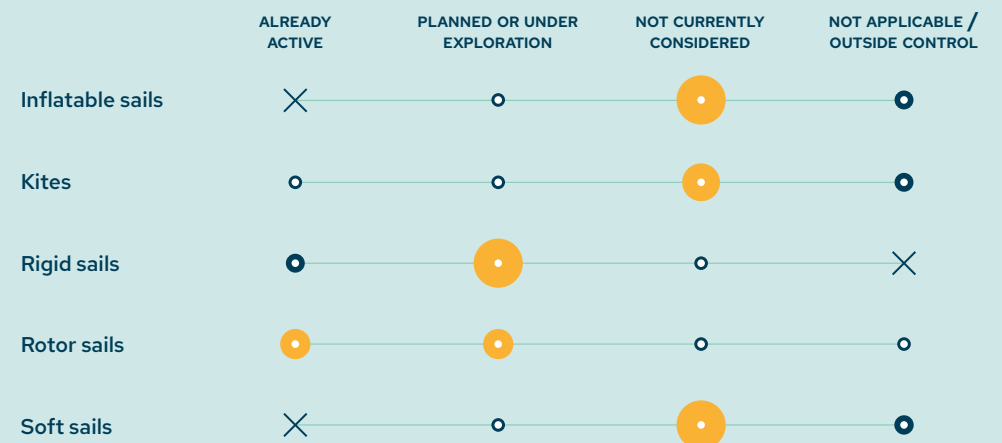 ALREADY
ACTIVE
PLANNED OR UNDER
EXPLORATION
NOT CURRENTLY
CONSIDERED
NOT APPLICABLE /
OUTSIDE CONTROL
Inflatable sails
Kites
Rigid sails
Rotor sails
Soft sails